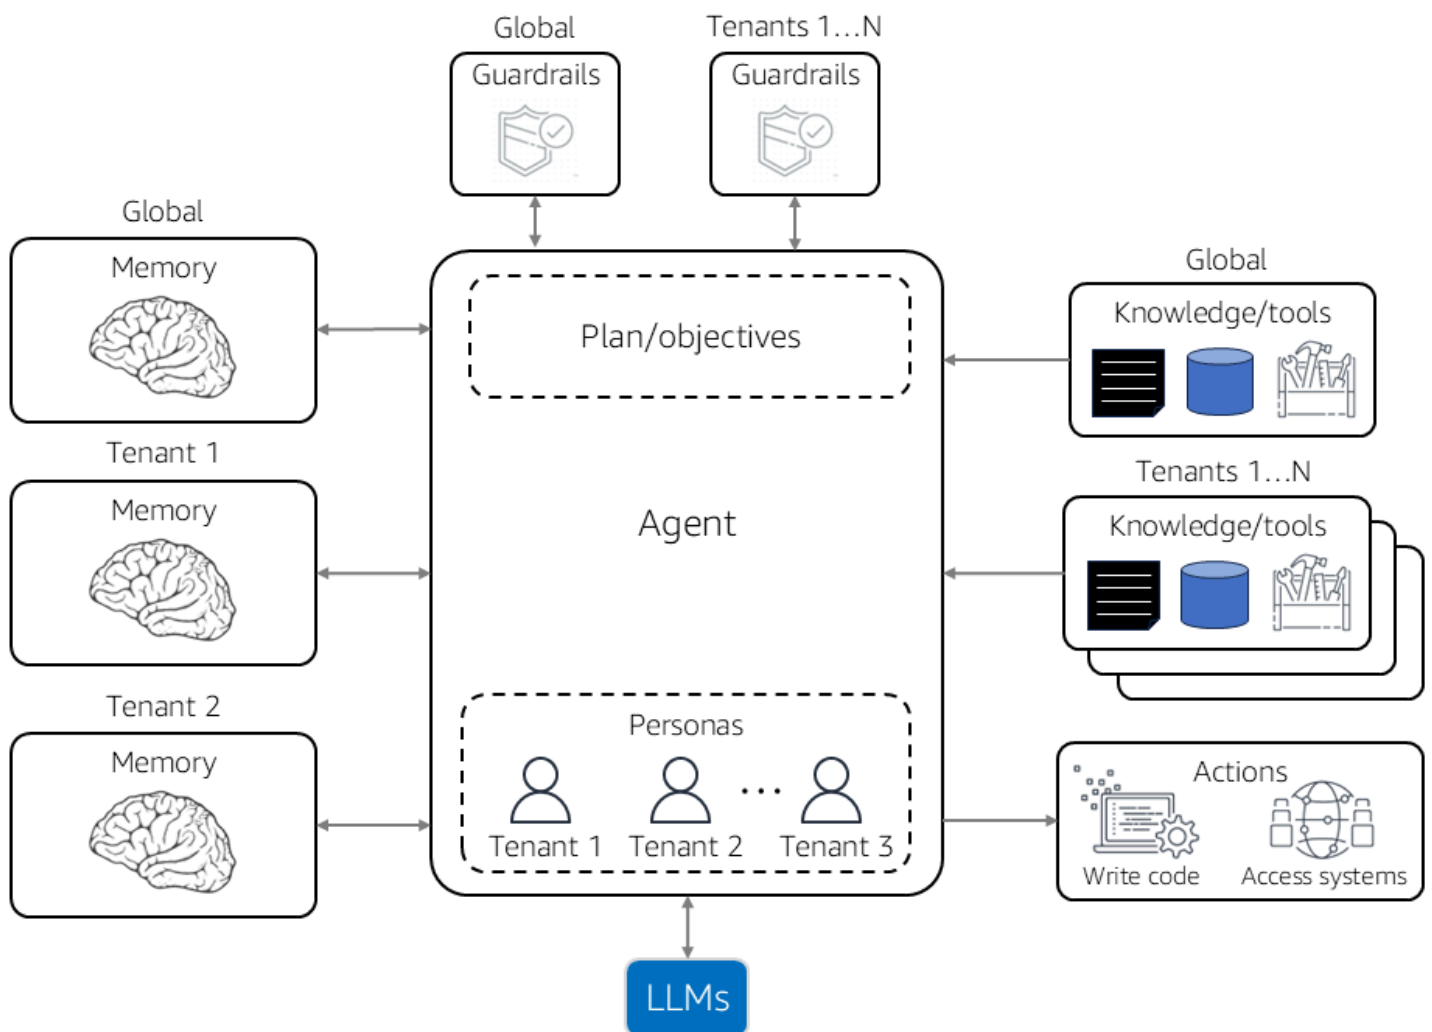 Global
Tenants 1...N
Guardrails
Guardrails
Global
Memory
Global
Knowledge/tools
Plan/objectives
Tenant 1
Memory
Tenants 1...N
Knowledge/tools
Agent
Tenant 2
Memory
Personas
Tenant 1
Tenant 2
...
Tenant 3
Actions
Write code
Access systems
LLMs